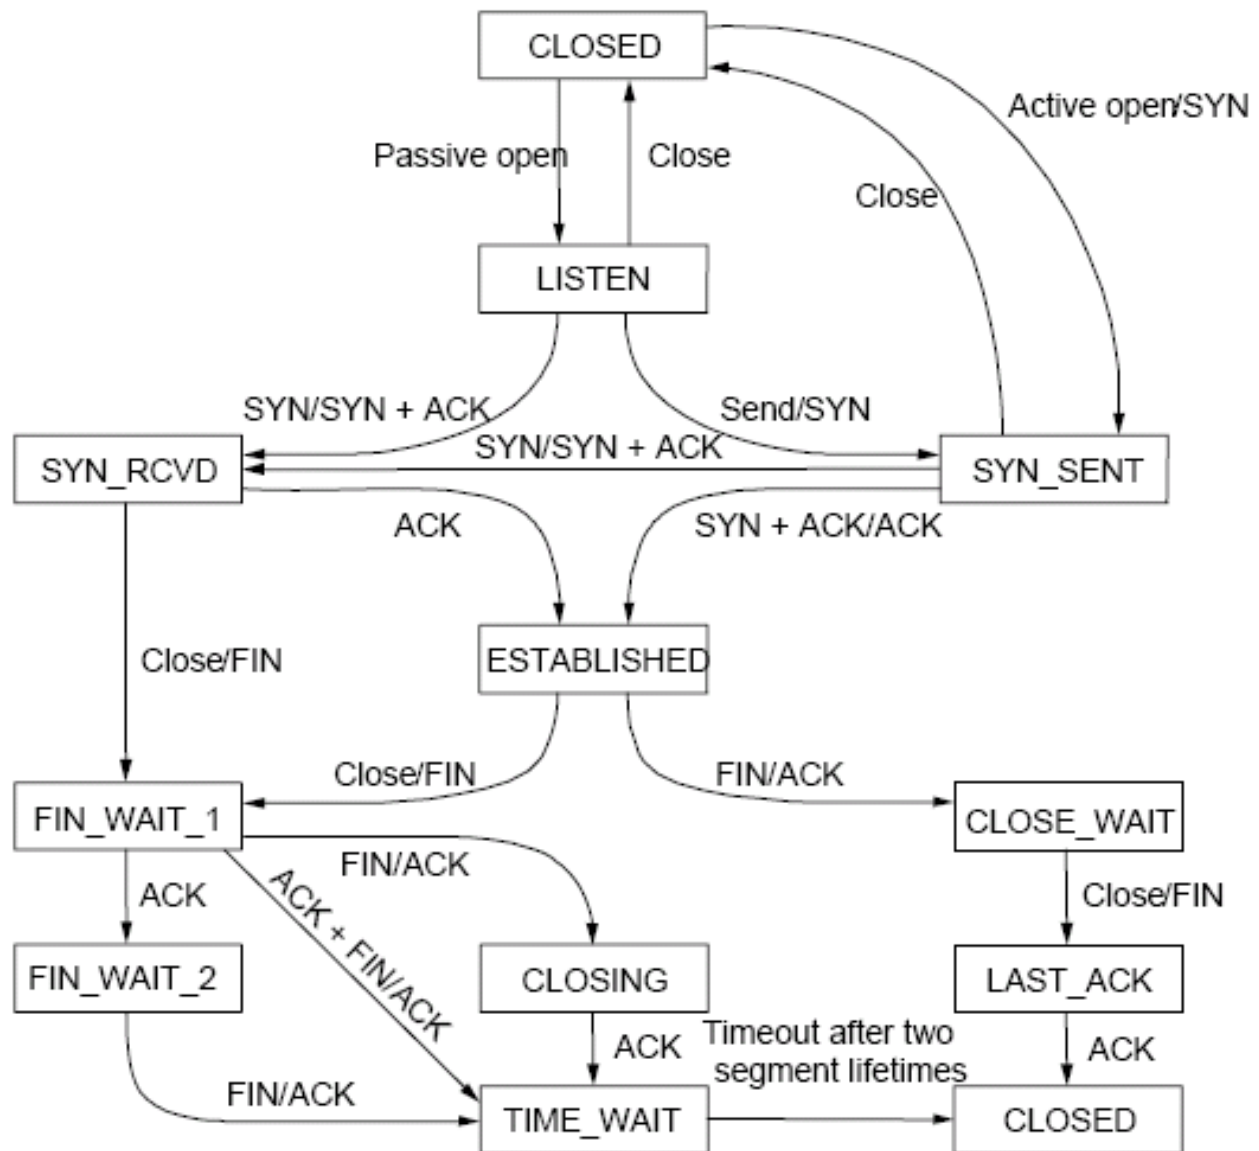 CLOSED
Active open/SYN
Passive open
Close
Close
LISTEN
SYN/SYN + ACK
Send/SYN
SYN/SYN + ACK
SYN_RCVD
SYN_SENT
ACK
SYN + ACK/ACK
Close/FIN
ESTABLISHED
Close/FIN
FIN/ACK
FIN_WAIT_1
CLOSE_WAIT
FIN/ACK
ACK
ACK + FIN/ACK
Close/FIN
FIN_WAIT_2
CLOSING
LAST_ACK
ACK
Timeout after two
segment lifetimes
ACK
FIN/ACK
TIME_WAIT
CLOSED